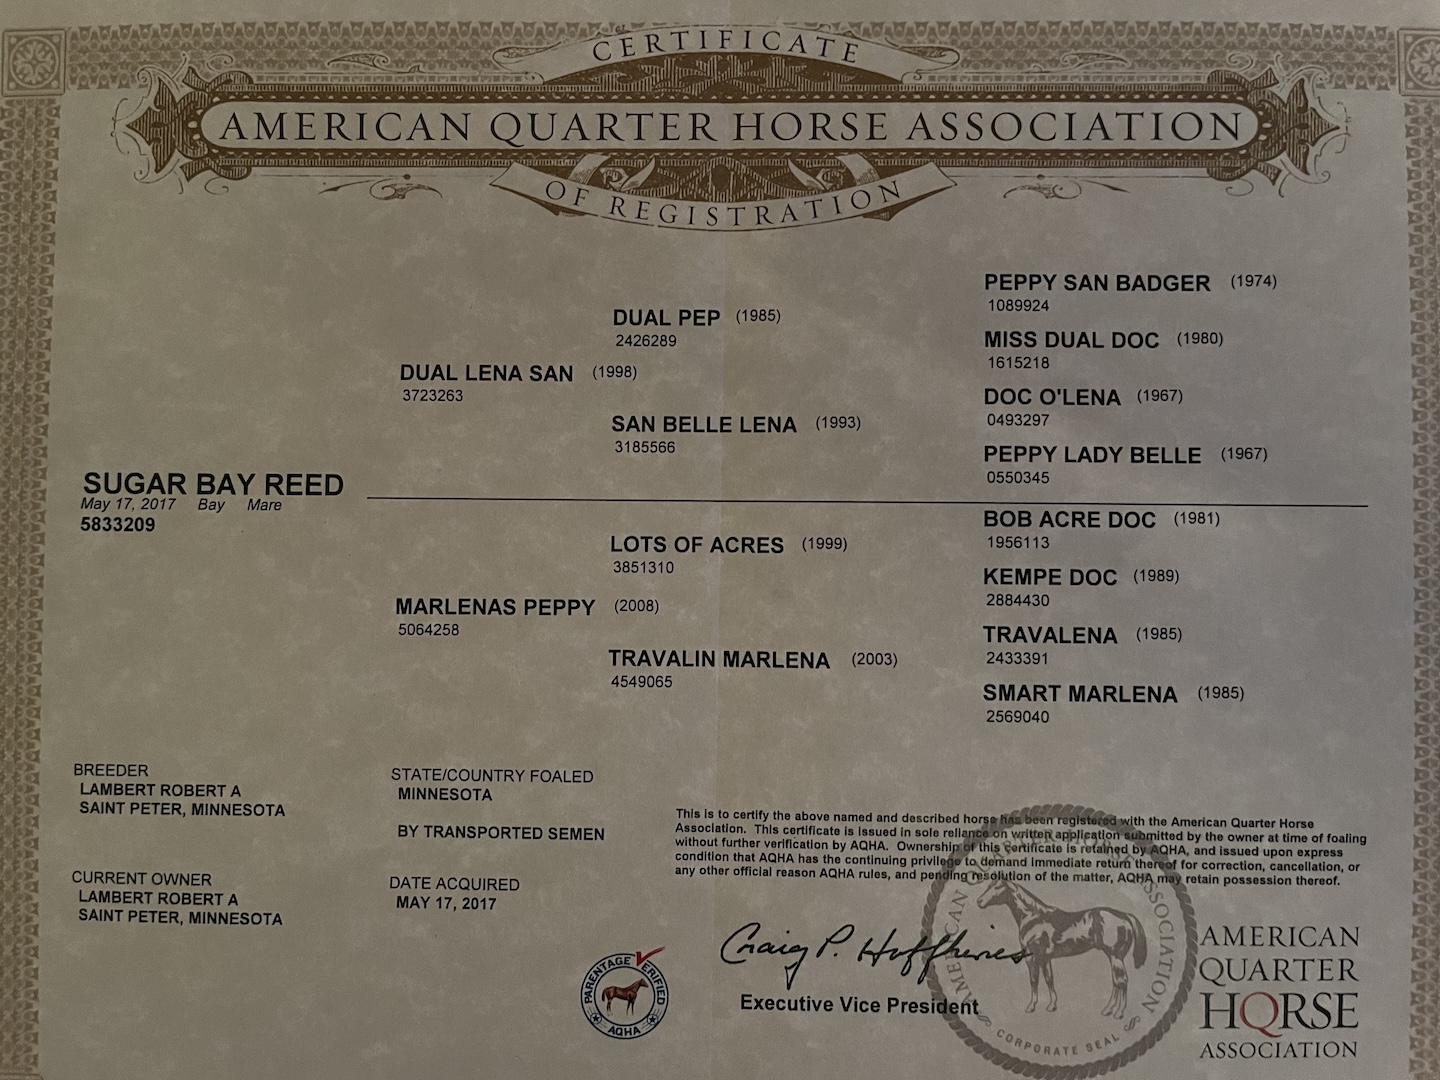 CERTIFICATE
AMERICAN QUARTER HORSE ASSOCIATION
OF REGISTRATION
PEPPY SAN BADGER (1974)
1089924
DUAL PEP (1985)
2426289
MISS DUAL DOC (1980)
1615218
DUAL LENA SAN (1998)
3723263
DOC O'LENA (1967)
0493297
SAN BELLE LENA (1993)
3185566
PEPPY LADY BELLE (1967)
0550345
SUGAR BAY REED
May 17, 2017 Bay Mare
5833209
BOB ACRE DOC (1981)
1956113
LOTS OF ACRES (1999)
3851310
KEMPE DOC (1989)
2884430
MARLENAS PEPPY (2008)
5064258
TRAVALENA (1985)
2433391
TRAVALIN MARLENA (2003)
4549065
SMART MARLENA (1985)
2569040
BREEDER
LAMBERT ROBERT A
SAINT PETER, MINNESOTA
STATE/COUNTRY FOALED
MINNESOTA
BY TRANSPORTED SEMEN
CURRENT OWNER
LAMBERT ROBERT A
SAINT PETER, MINNESOTA
DATE ACQUIRED
MAY 17, 2017
This is to certify the above named and described horse has been registered with the American Quarter Horse
Association. This certificate is issued in sole reliance on written application submitted by the owner at time of foaling
without further verification by AQHA. Ownership of this certificate is retained by AQHA, and issued upon express
condition that AQHA has the continuing privilege to demand immediate return thereof for correction, cancellation, or
any other official reason AQHA rules, and pending resolution of the matter, AQHA may retain possession thereof.
Craig P. Huffhines
Executive Vice President
PARENTAGE VERIFIED
AQHA
AMERICAN QUARTER HORSE ASSOCIATION
CORPORATE SEAL
AMERICAN
QUARTER
HORSE
ASSOCIATION